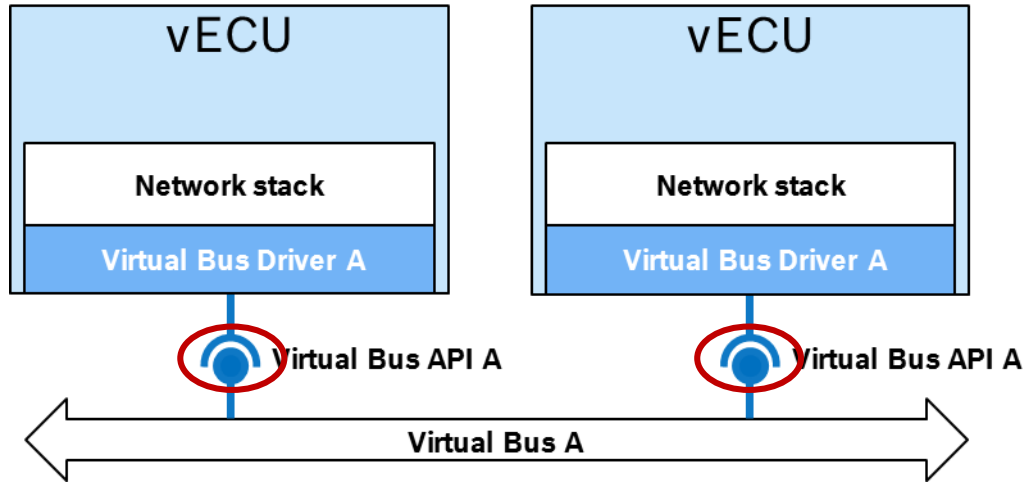 vECU
vECU
Network stack
Network stack
Virtual Bus Driver A
Virtual Bus Driver A
Virtual Bus API A
Virtual Bus API A
Virtual Bus A